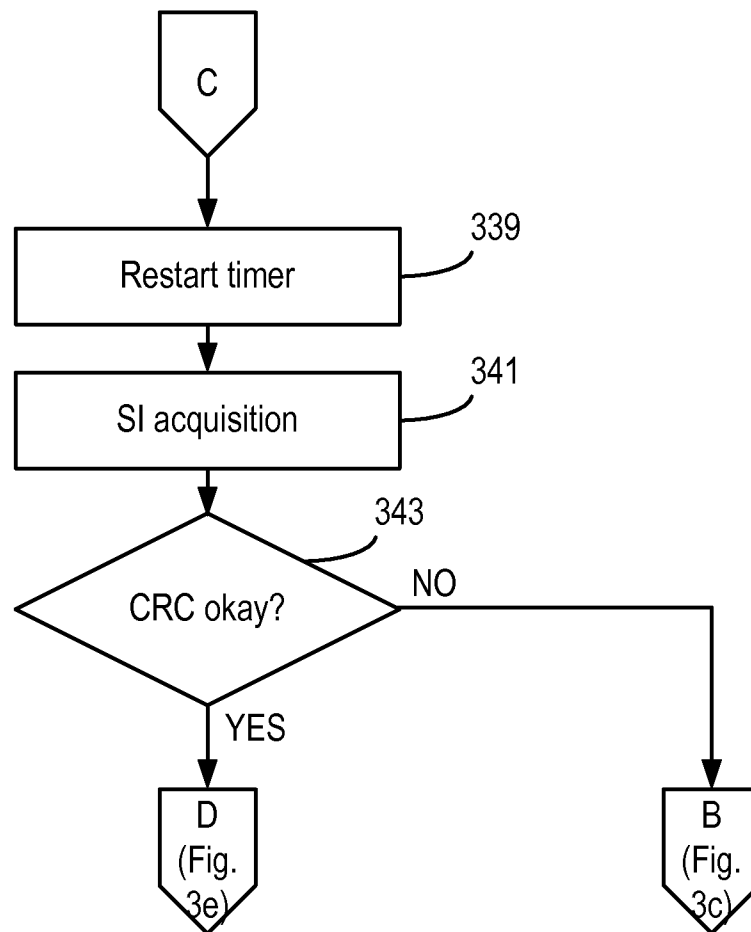 C
339
Restart timer
341
SI acquisition
343
CRC okay?
NO
YES
D
(Fig.
3e)
B
(Fig.
3c)